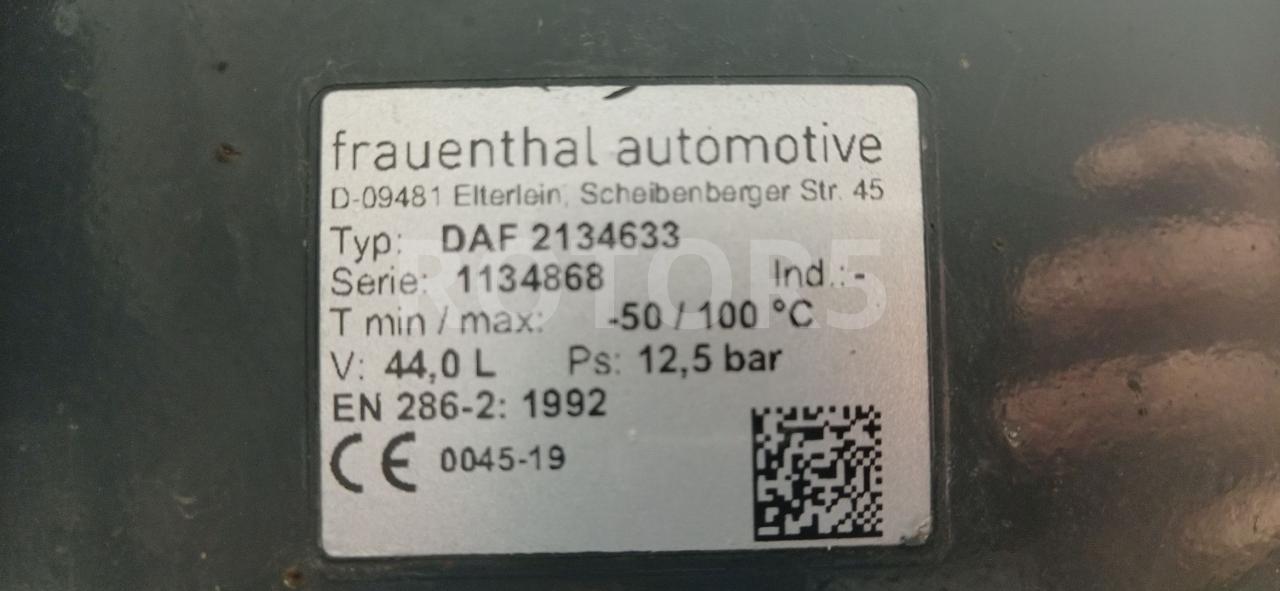 frauenthal automotive
D-09481 Elterlein, Scheibenberger Str. 45
Typ: DAF 2134633
Serie: 1134868 Ind.: -
ROTOR5
T min / max: -50 / 100 °C
V: 44,0 L Ps: 12,5 bar
EN 286-2: 1992
CE 0045-19